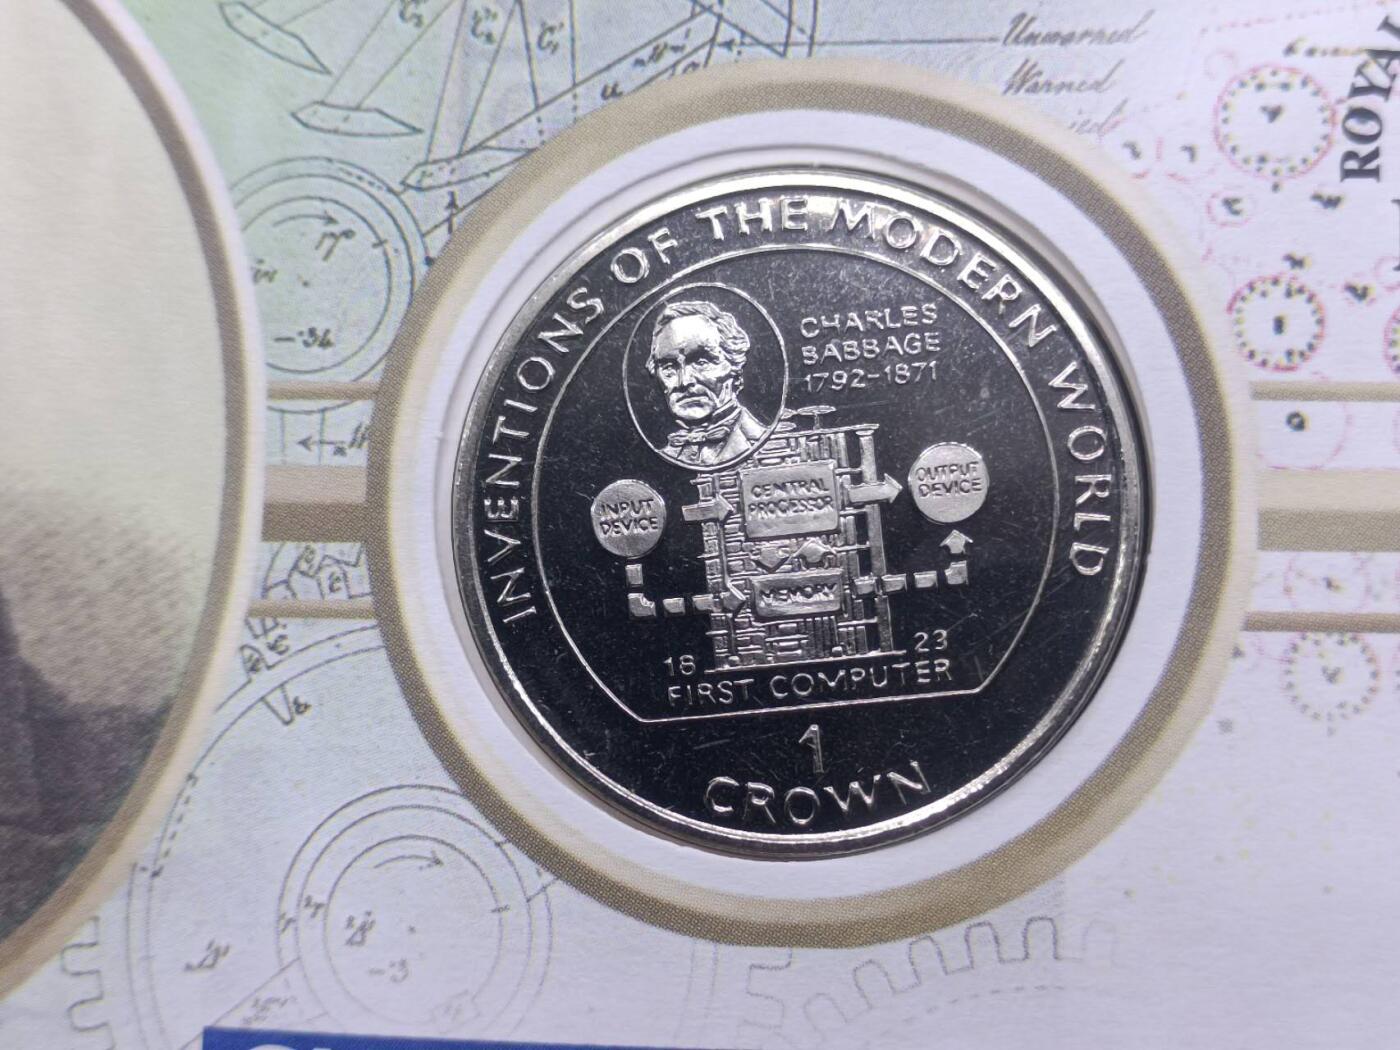 Unwarned
Warned
ROYAL
INVENTIONS OF THE MODERN WORLD
CHARLES
BABBAGE
1792-1871
INPUT
DEVICE
CENTRAL
PROCESSOR
OUTPUT
DEVICE
MEMORY
18 23
FIRST COMPUTER
1
CROWN